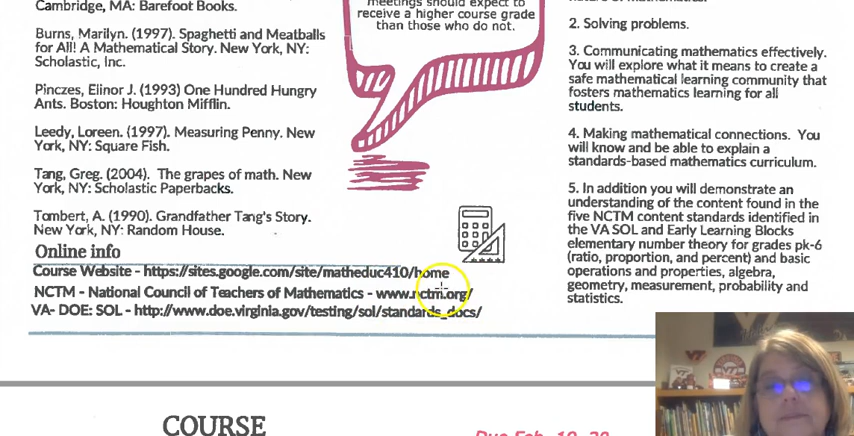 Cambridge, MA: Barefoot Books.
Burns, Marilyn. (1997). Spaghetti and Meatballs
for All! A Mathematical Story. New York, NY:
Scholastic, Inc.
Pinczes, Elinor J. (1993) One Hundred Hungry
Ants. Boston: Houghton Mifflin.
Leedy, Loreen. (1997). Measuring Penny. New
York, NY: Square Fish.
Tang, Greg. (2004). The grapes of math. New
York, NY: Scholastic Paperbacks.
Tombert, A. (1990). Grandfather Tang's Story.
New York, NY: Random House.
meetings should expect to
receive a higher course grade
than those who do not.
nature of mathematics.
2. Solving problems.
3. Communicating mathematics effectively.
You will explore what it means to create a
safe mathematical learning community that
fosters mathematics learning for all
students.
4. Making mathematical connections. You
will know and be able to explain a
standards-based mathematics curriculum.
5. In addition you will demonstrate an
understanding of the content found in the
five NCTM content standards identified in
the VA SOL and Early Learning Blocks
elementary number theory for grades pk-6
(ratio, proportion, and percent) and basic
operations and properties, algebra,
geometry, measurement, probability and
statistics.
Online info
Course Website - https://sites.google.com/site/matheduc410/home
NCTM - National Council of Teachers of Mathematics - www.nctm.org/
VA- DOE: SOL - http://www.doe.virginia.gov/testing/sol/standards_docs/
COURSE
Due Feb. 10, 20